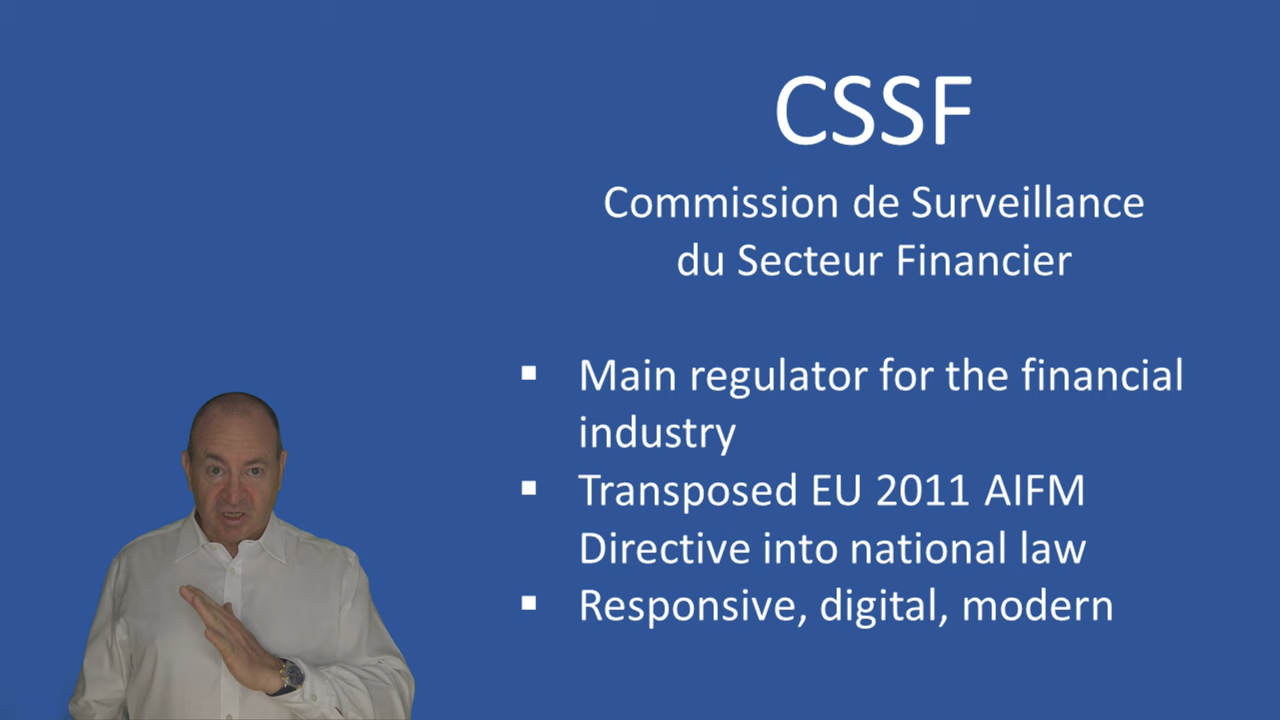 CSSF
Commission de Surveillance
du Secteur Financier
▪ Main regulator for the financial
industry
▪ Transposed EU 2011 AIFM
Directive into national law
▪ Responsive, digital, modern